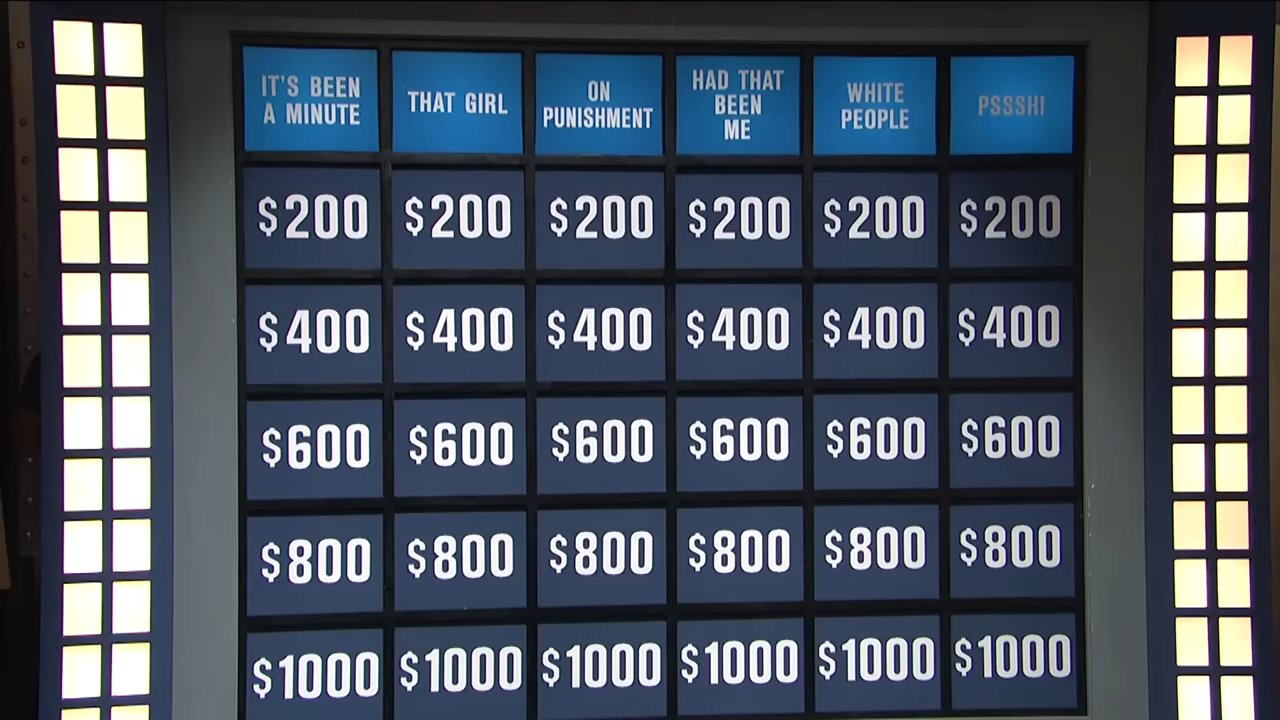 IT'S BEEN
A MINUTE
THAT GIRL
ON
PUNISHMENT
HAD THAT
BEEN
ME
WHITE
PEOPLE
PSSSH!
$200 $200 $200 $200 $200 $200
$400 $400 $400 $400 $400 $400
$600 $600 $600 $600 $600 $600
$800 $800 $800 $800 $800 $800
$1000 $1000 $1000 $1000 $1000 $1000